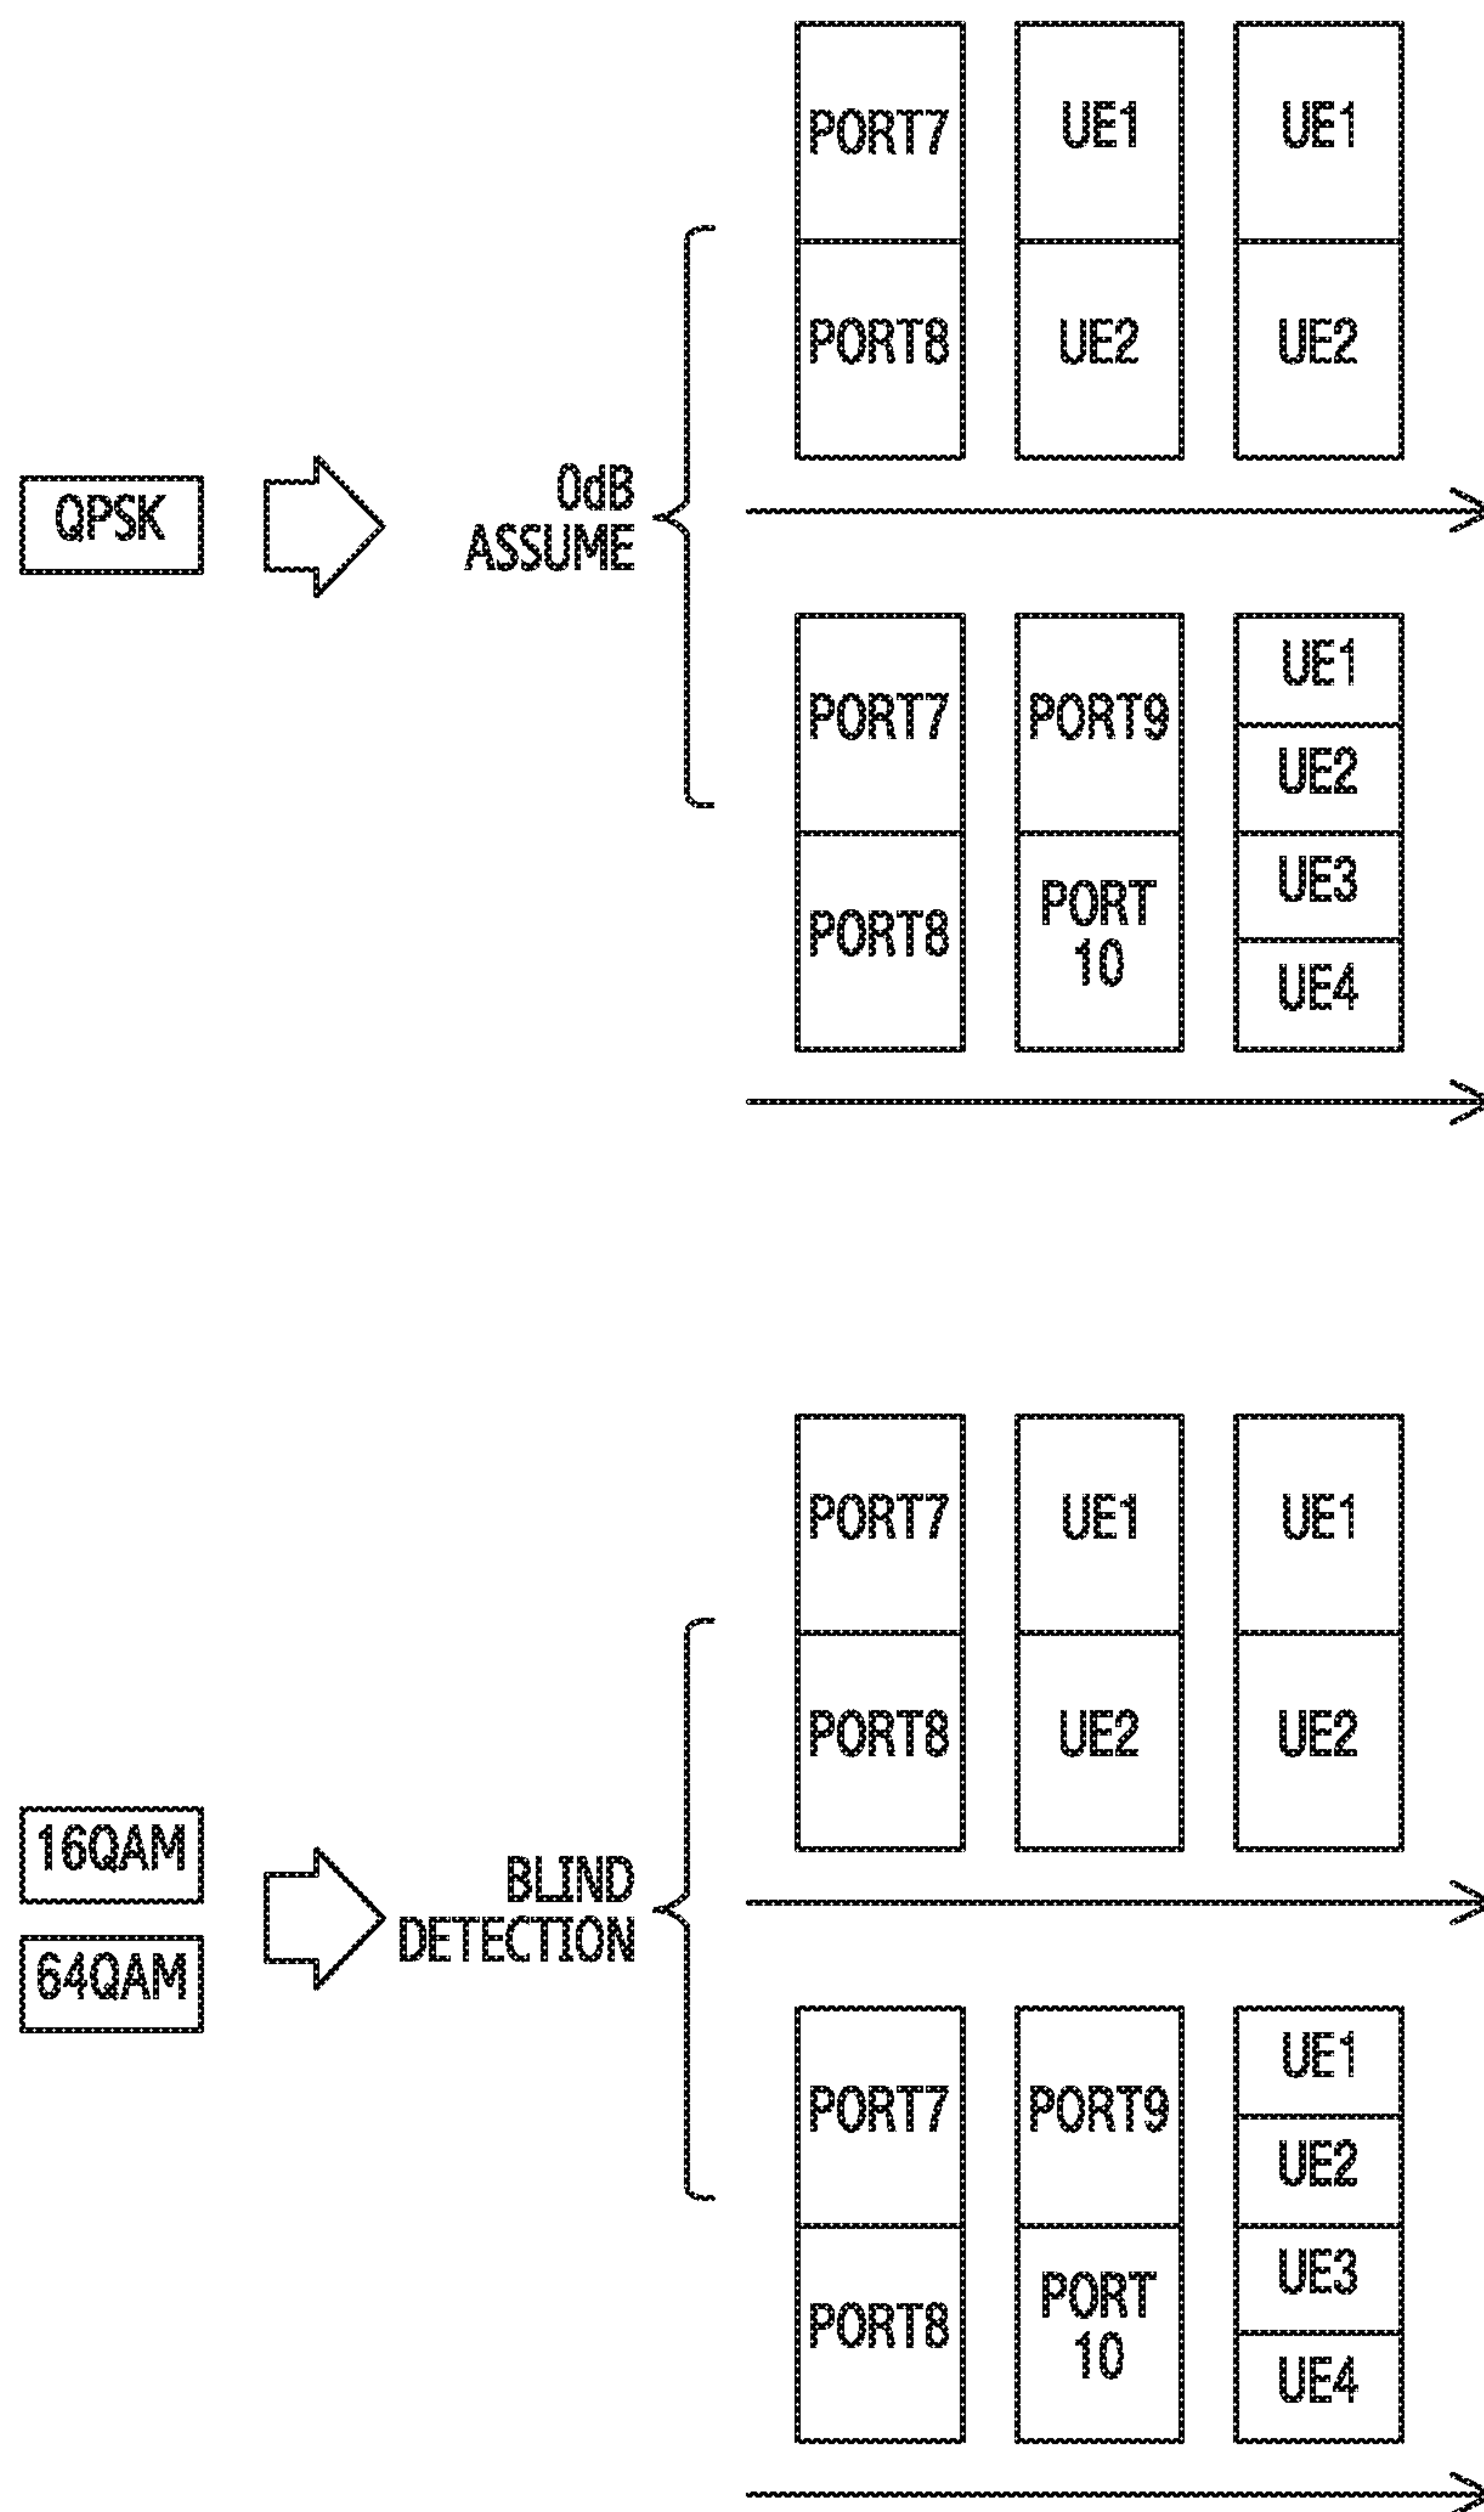 QPSK
0dB
ASSUME
PORT7
UE1
UE1
PORT8
UE2
UE2
PORT7
PORT9
UE1
UE2
PORT8
PORT
10
UE3
UE4
16QAM
64QAM
BLIND
DETECTION
PORT7
UE1
UE1
PORT8
UE2
UE2
PORT7
PORT9
UE1
UE2
PORT8
PORT
10
UE3
UE4